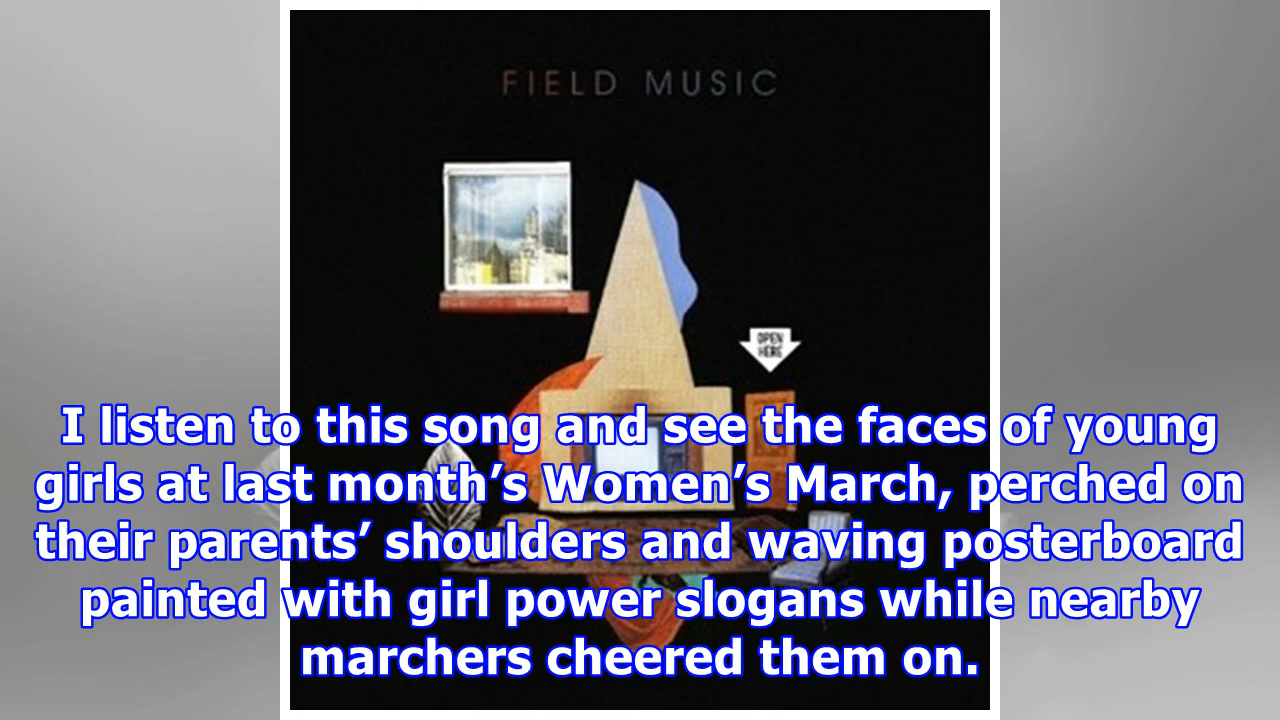 FIELD MUSIC
OPEN
HERE
I listen to this song and see the faces of young
girls at last month’s Women’s March, perched on
their parents’ shoulders and waving posterboard
painted with girl power slogans while nearby
marchers cheered them on.